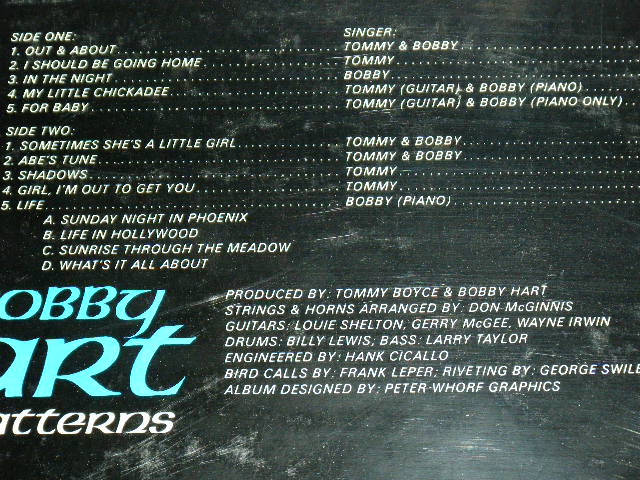 SIDE ONE: SINGER:
1. OUT & ABOUT TOMMY & BOBBY
2. I SHOULD BE GOING HOME TOMMY
3. IN THE NIGHT BOBBY
4. MY LITTLE CHICKADEE TOMMY (GUITAR) & BOBBY (PIANO)
5. FOR BABY TOMMY (GUITAR) & BOBBY (PIANO ONLY)
SIDE TWO:
1. SOMETIMES SHE'S A LITTLE GIRL TOMMY & BOBBY
2. ABE'S TUNE TOMMY & BOBBY
3. SHADOWS TOMMY
4. GIRL, I'M OUT TO GET YOU TOMMY
5. LIFE BOBBY (PIANO)
A. SUNDAY NIGHT IN PHOENIX
B. LIFE IN HOLLYWOOD
C. SUNRISE THROUGH THE MEADOW
D. WHAT'S IT ALL ABOUT
OBBY
ART
atterns
PRODUCED BY: TOMMY BOYCE & BOBBY HART
STRINGS & HORNS ARRANGED BY: DON McGINNIS
GUITARS: LOUIE SHELTON, GERRY McGEE, WAYNE IRWIN
DRUMS: BILLY LEWIS, BASS: LARRY TAYLOR
ENGINEERED BY: HANK CICALLO
BIRD CALLS BY: FRANK LEPER, RIVETING BY: GEORGE SWILE
ALBUM DESIGNED BY: PETER WHORF GRAPHICS